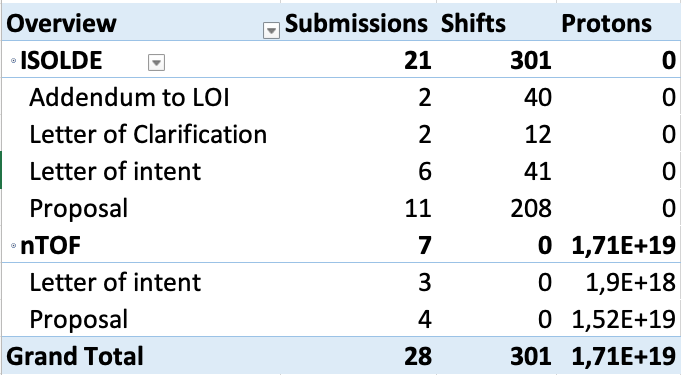 Overview Submissions Shifts Protons
ISOLDE 21 301 0
Addendum to LOI 2 40 0
Letter of Clarification 2 12 0
Letter of intent 6 41 0
Proposal 11 208 0
nTOF 7 0 1,71E+19
Letter of intent 3 0 1,9E+18
Proposal 4 0 1,52E+19
Grand Total 28 301 1,71E+19